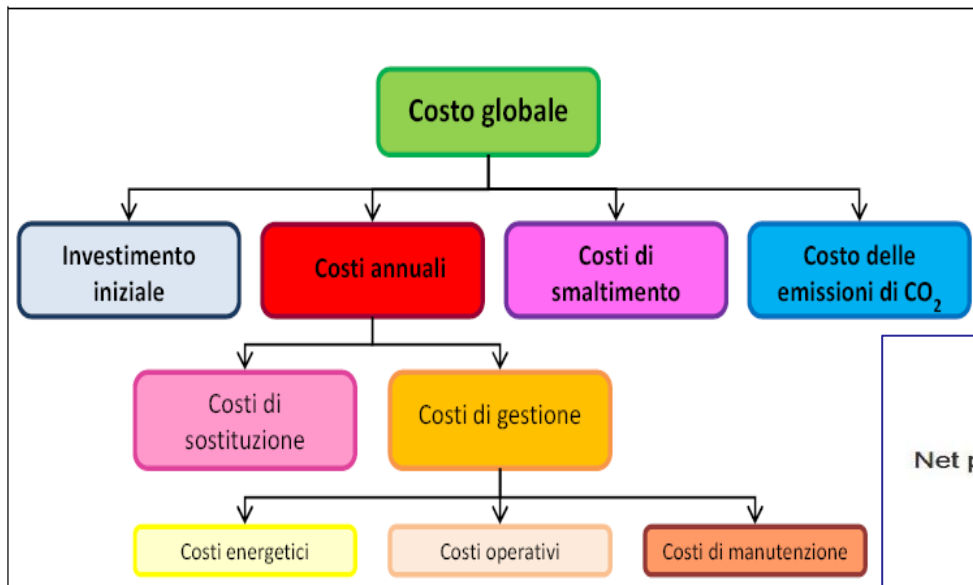 Costo globale
Investimento
iniziale
Costi annuali
Costi di
smaltimento
Costo delle
emissioni di CO₂
Costi di
sostituzione
Costi di gestione
Net p
Costi energetici
Costi operativi
Costi di manutenzione